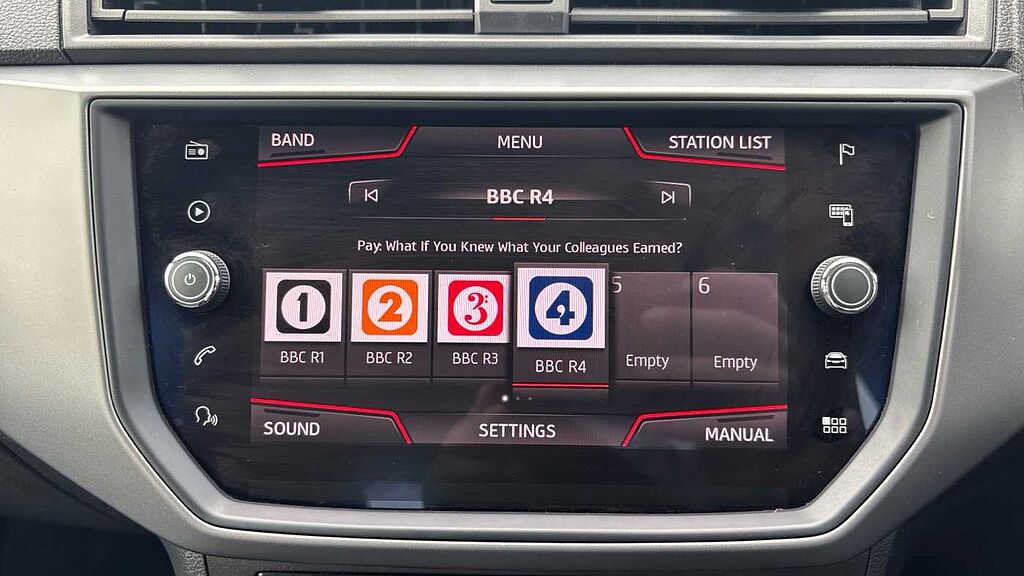 BAND
MENU
STATION LIST
BBC R4
Pay: What If You Knew What Your Colleagues Earned?
1
2
3
4
5
6
BBC R1
BBC R2
BBC R3
BBC R4
Empty
Empty
SOUND
SETTINGS
MANUAL